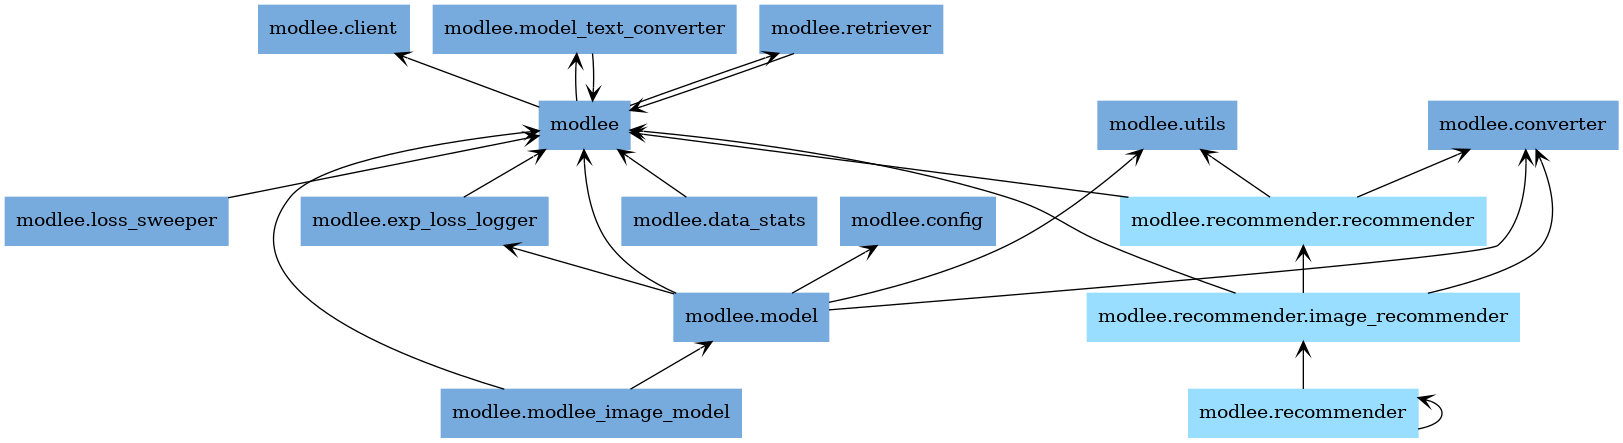 modlee.client
modlee.model_text_converter
modlee.retriever
modlee
modlee.utils
modlee.converter
modlee.loss_sweeper
modlee.exp_loss_logger
modlee.data_stats
modlee.config
modlee.recommender.recommender
modlee.model
modlee.recommender.image_recommender
modlee.modlee_image_model
modlee.recommender